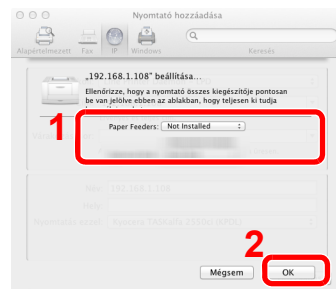 Nyomtató hozzáadása
Alapértelmezett Fax IP Windows Keresés
„192.168.1.108" beállítása...
Ellenőrizze, hogy a nyomtató összes kiegészítője pontosan
be van jelölve ebben az ablakban, hogy teljesen ki tudja
1
Paper Feeders: Not Installed
Név: 192.168.1.108
Hely:
2
Mégsem OK